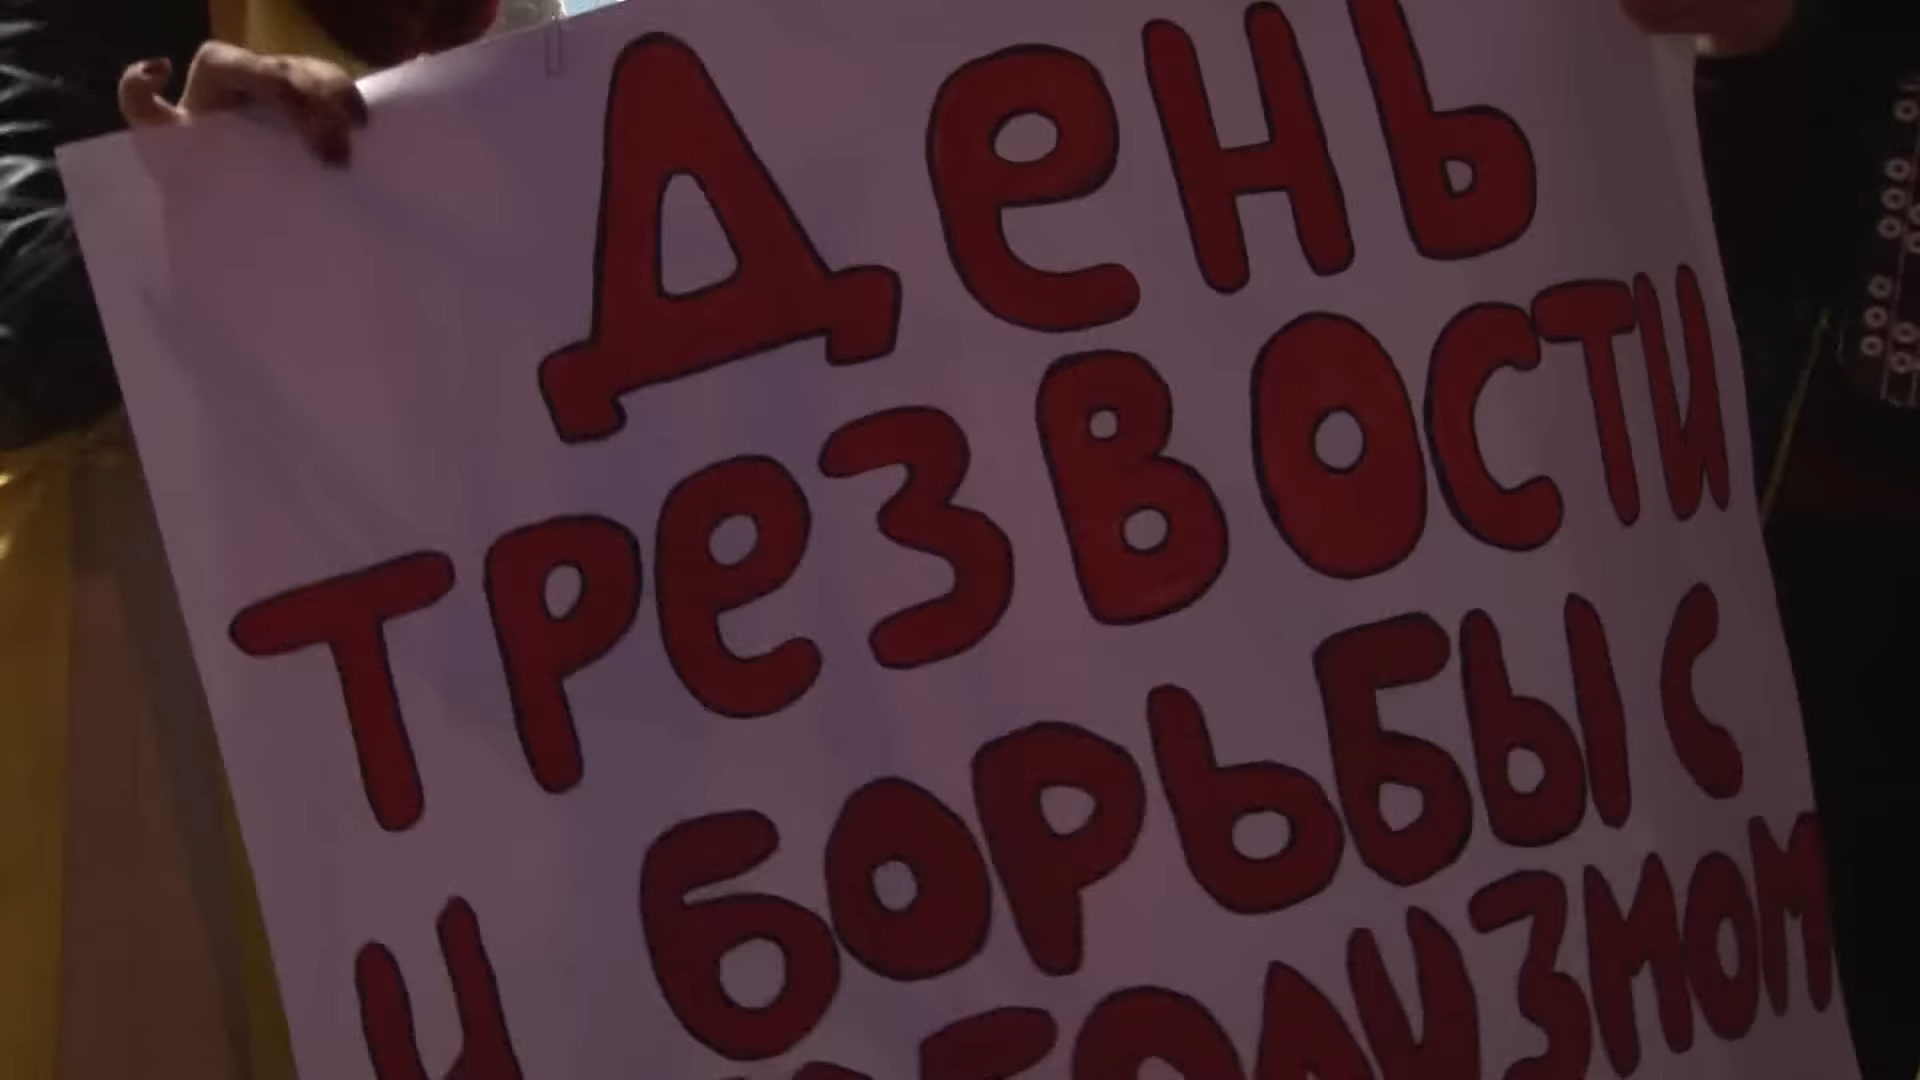 День
трезвости
и борьбы с